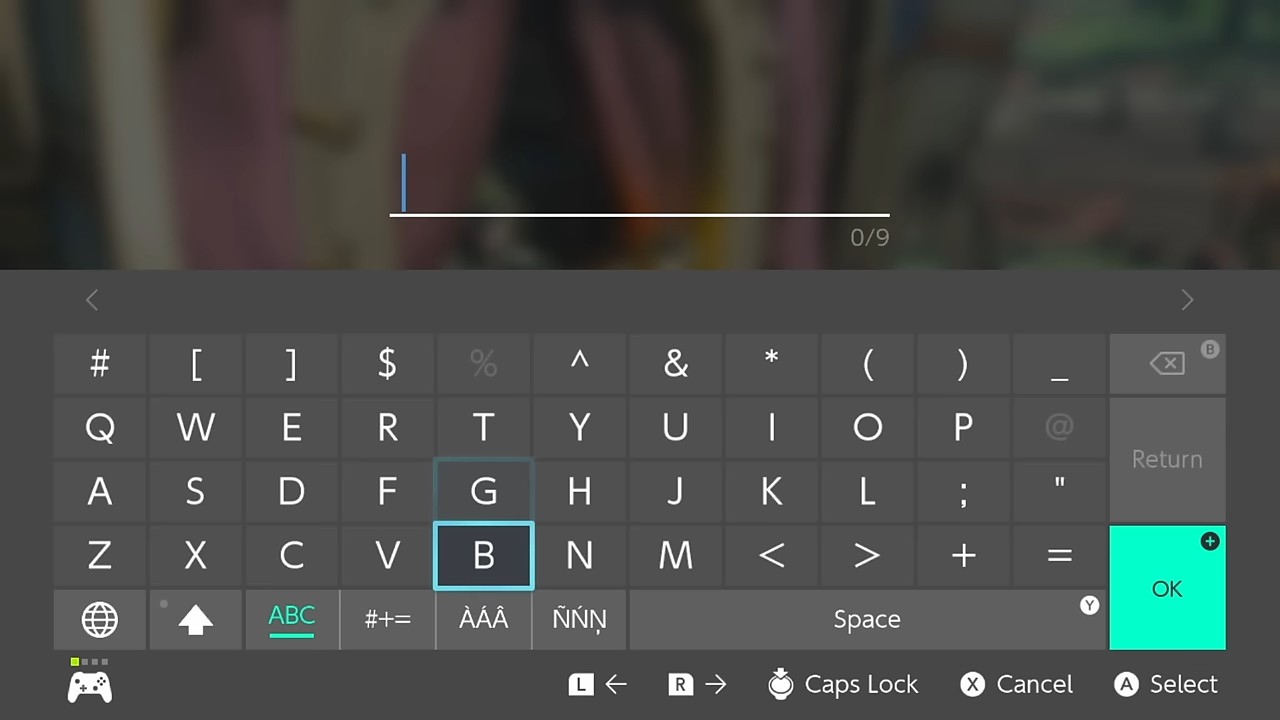 0/9
# [ ] $ % ^ & * ( ) _ B
Q W E R T Y U I O P @
Return
A S D F G H J K L ; "
Z X C V B N M < > + =
OK
ABC #+= ÀÁÂ ÑŃŅ Space Y
L ← R → Caps Lock X Cancel A Select